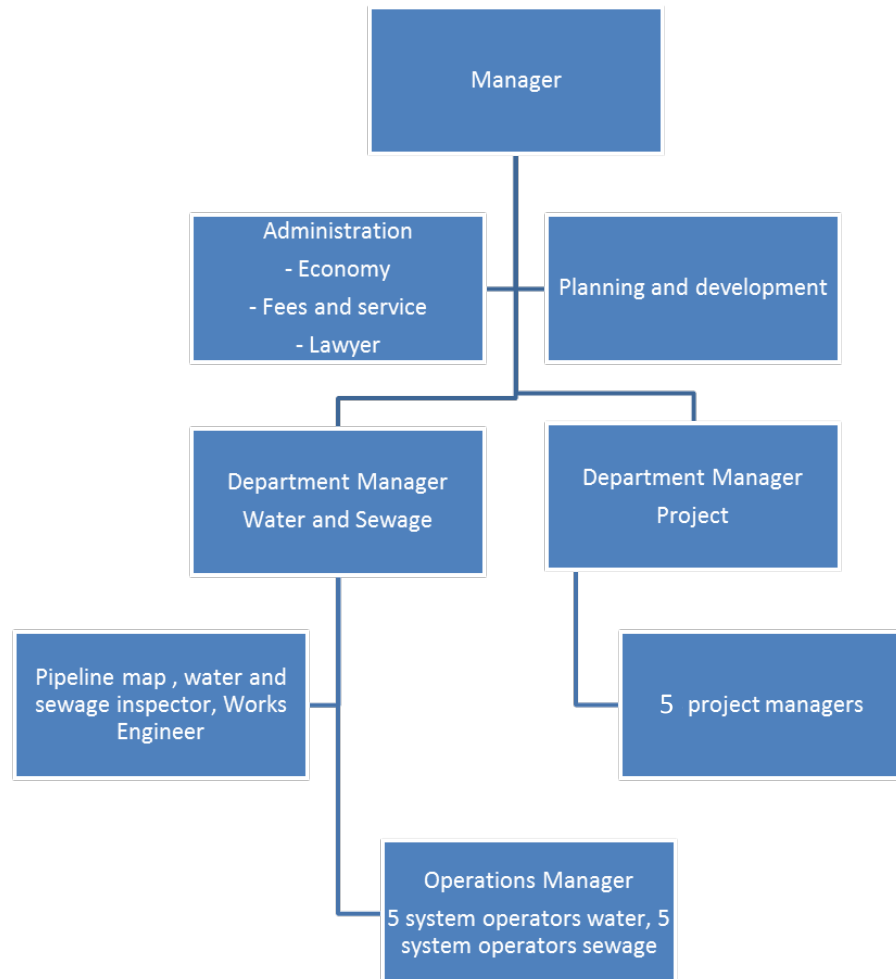 Manager
Administration
- Economy
- Fees and service
- Lawyer
Planning and development
Department Manager
Water and Sewage
Department Manager
Project
Pipeline map , water and
sewage inspector, Works
Engineer
5 project managers
Operations Manager
5 system operators water, 5
system operators sewage